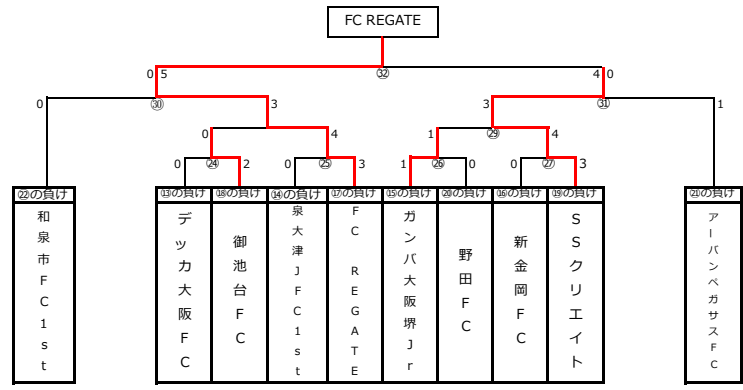 FC REGATE
0 5 ㉜ 4 0
0 ㉚ 3 3 ㉛ 1
0 4 1 ㉙ 4
0 ㉔ 2 0 ㉕ 3 1 ㉖ 0 0 ㉗ 3
㉒の負け ⑬の負け ⑱の負け ⑭の負け ⑰の負け ⑮の負け ⑳の負け ⑯の負け ⑲の負け ㉑の負け
和泉市FC1st
デッカ大阪FC
御池台FC
泉大津JFC1st
FC REGATE
ガンバ大阪堺Jr
野田FC
新金岡FC
SSクリエイト
アーバンペガサスFC